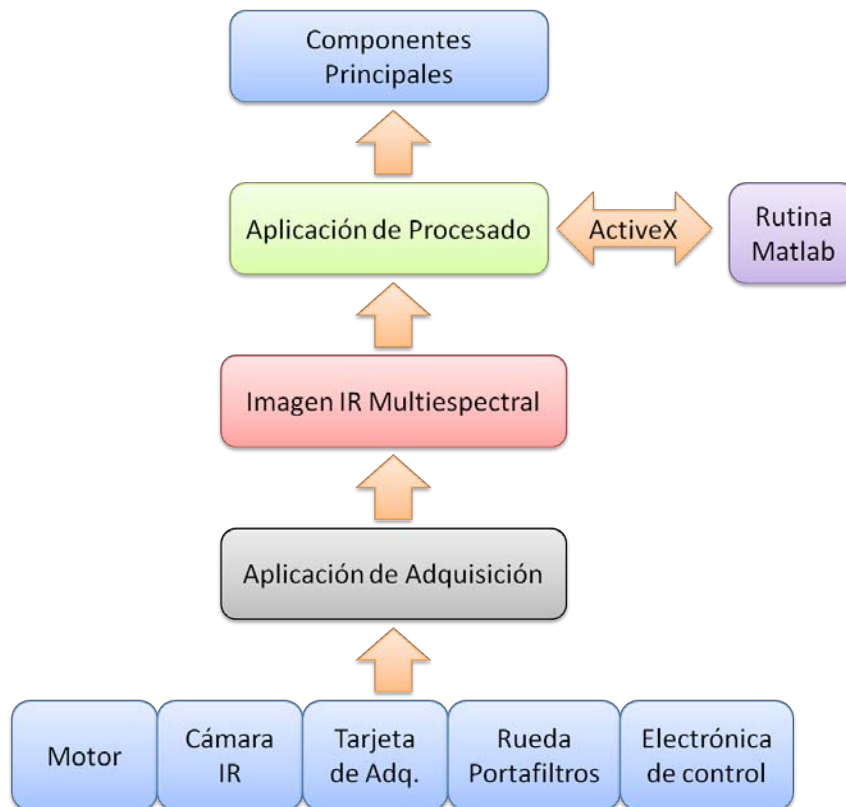 Componentes
Principales
Aplicación de Procesado
ActiveX
Rutina
Matlab
Imagen IR Multiespectral
Aplicación de Adquisición
Motor
Cámara
IR
Tarjeta
de Adq.
Rueda
Portafiltros
Electrónica
de control